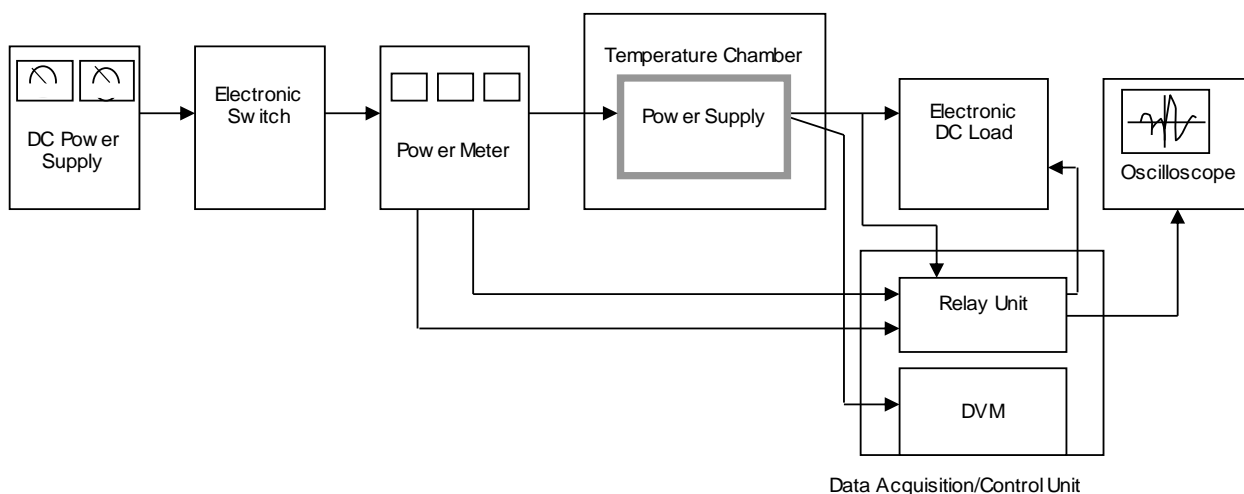 DC Power
Supply
Electronic
Switch
Power Meter
Temperature Chamber
Power Supply
Electronic
DC Load
Oscilloscope
Relay Unit
DVM
Data Acquisition/Control Unit